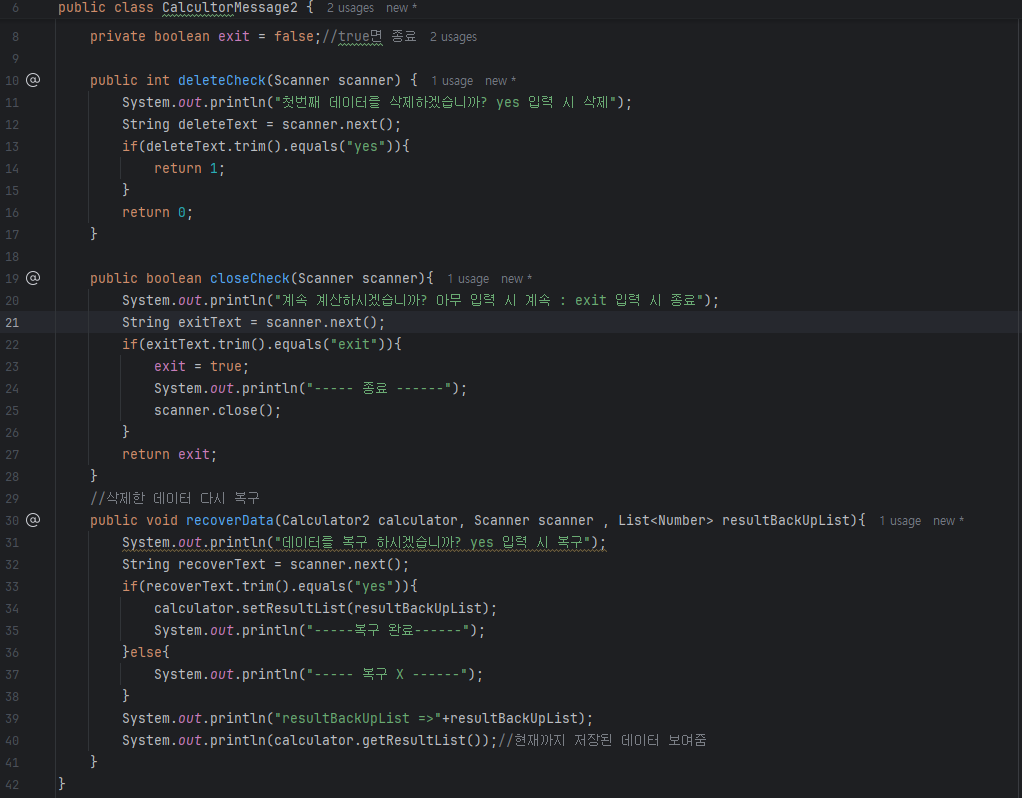 6 public class CalcultorMessage2 { 2 usages new *
8 private boolean exit = false;//true면 종료 2 usages
9
10 @ public int deleteCheck(Scanner scanner) { 1 usage new *
11 System.out.println("첫번째 데이터를 삭제하겠습니까? yes 입력 시 삭제");
12 String deleteText = scanner.next();
13 if(deleteText.trim().equals("yes")){
14 return 1;
15 }
16 return 0;
17 }
18
19 @ public boolean closeCheck(Scanner scanner){ 1 usage new *
20 System.out.println("계속 계산하시겠습니까? 아무 입력 시 계속 : exit 입력 시 종료");
21 String exitText = scanner.next();
22 if(exitText.trim().equals("exit")){
23 exit = true;
24 System.out.println("----- 종료 ------");
25 scanner.close();
26 }
27 return exit;
28 }
29 //삭제한 데이터 다시 복구
30 @ public void recoverData(Calculator2 calculator, Scanner scanner , List<Number> resultBackUpList){ 1 usage new *
31 System.out.println("데이터를 복구 하시겠습니까? yes 입력 시 복구");
32 String recoverText = scanner.next();
33 if(recoverText.trim().equals("yes")){
34 calculator.setResultList(resultBackUpList);
35 System.out.println("-----복구 완료------");
36 }else{
37 System.out.println("----- 복구 X ------");
38 }
39 System.out.println("resultBackUpList =>"+resultBackUpList);
40 System.out.println(calculator.getResultList());//현재까지 저장된 데이터 보여줌
41 }
42 }